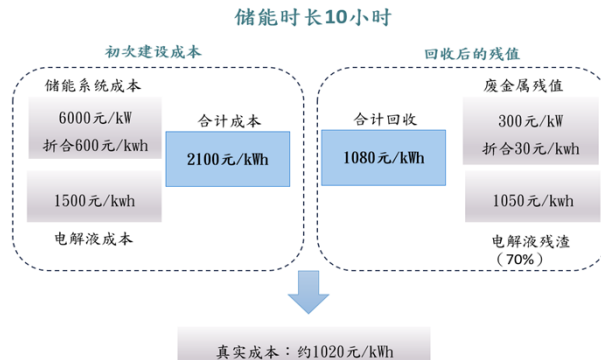 储能时长10小时
初次建设成本
回收后的残值
储能系统成本
6000元/kW
折合600元/kwh
合计成本
2100元/kWh
1500元/kwh
电解液成本
废金属残值
300元/kW
折合30元/kwh
合计回收
1080元/kWh
1050元/kwh
电解液残渣
（70%）
真实成本：约1020元/kWh